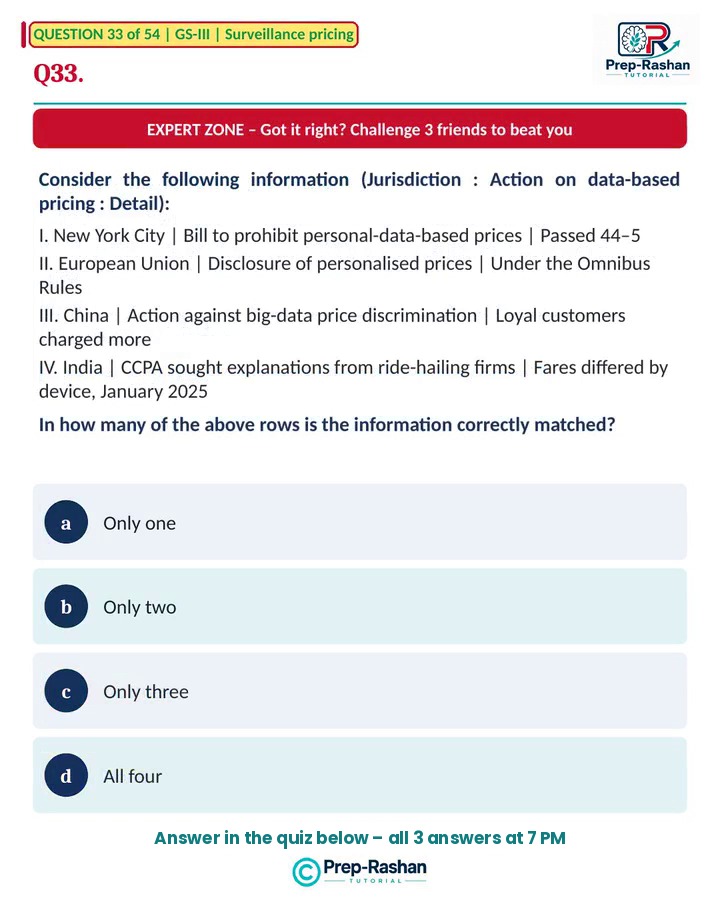 QUESTION 33 of 54 | GS-III | Surveillance pricing
Prep-Rashan
TUTORIAL
Q33.
EXPERT ZONE – Got it right? Challenge 3 friends to beat you
Consider the following information (Jurisdiction : Action on data-based
pricing : Detail):
I. New York City | Bill to prohibit personal-data-based prices | Passed 44–5
II. European Union | Disclosure of personalised prices | Under the Omnibus
Rules
III. China | Action against big-data price discrimination | Loyal customers
charged more
IV. India | CCPA sought explanations from ride-hailing firms | Fares differed by
device, January 2025
In how many of the above rows is the information correctly matched?
a Only one
b Only two
c Only three
d All four
Answer in the quiz below – all 3 answers at 7 PM
© Prep-Rashan
TUTORIAL